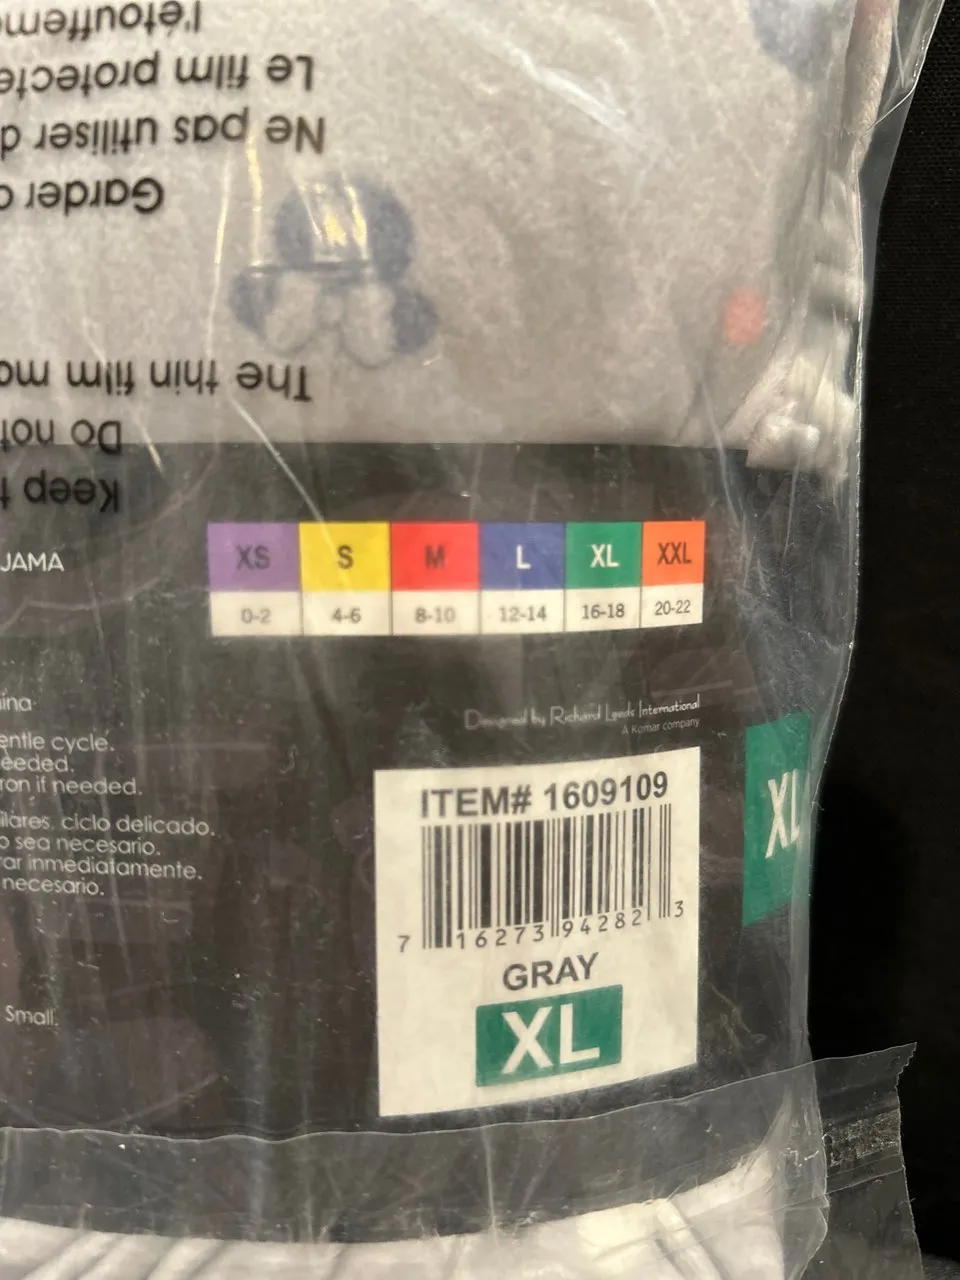 l'étouffeme
Le film protecte
Ne pas utiliser d
Garder
The thin film
Do not
Keep t
JAMA
XS S M L XL XXL
0-2 4-6 8-10 12-14 16-18 20-22
Designed by Richard Leeds International
A Komar company
ina
entle cycle.
eeded.
ron if needed.
ilares. ciclo delicado.
o sea necesario.
rar inmediatamente.
necesario.
Small.
ITEM# 1609109
7 16273 94282 3
GRAY
XL
XL